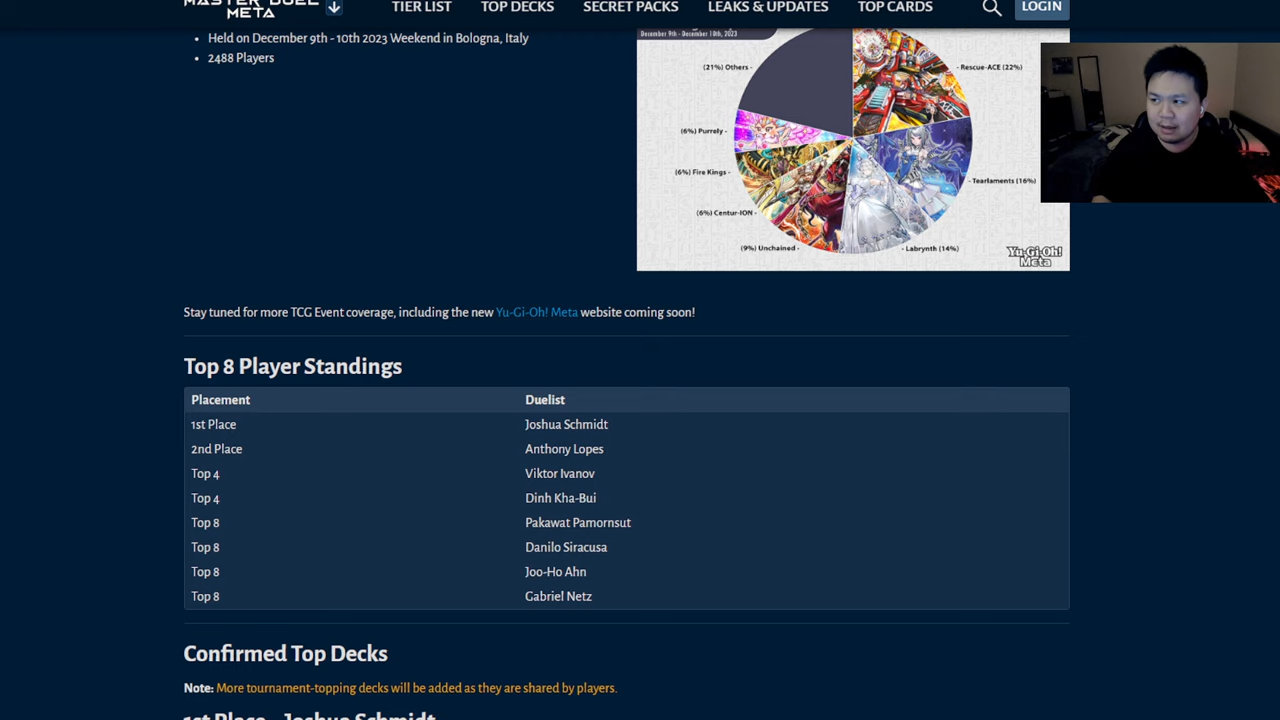 MASTER DUEL
META
TIER LIST
TOP DECKS
SECRET PACKS
LEAKS & UPDATES
TOP CARDS
LOGIN
• Held on December 9th - 10th 2023 Weekend in Bologna, Italy
• 2488 Players
December 9th - December 10th, 2023
(21%) Others -
- Rescue-ACE (22%)
(6%) Purrely -
(6%) Fire Kings -
- Tearlaments (16%)
(6%) Centur-ION -
(9%) Unchained -
- Labrynth (14%)
Yu-Gi-Oh!
Meta
Stay tuned for more TCG Event coverage, including the new Yu-Gi-Oh! Meta website coming soon!
Top 8 Player Standings
Placement Duelist
1st Place Joshua Schmidt
2nd Place Anthony Lopes
Top 4 Viktor Ivanov
Top 4 Dinh Kha-Bui
Top 8 Pakawat Pamornsut
Top 8 Danilo Siracusa
Top 8 Joo-Ho Ahn
Top 8 Gabriel Netz
Confirmed Top Decks
Note: More tournament-topping decks will be added as they are shared by players.
1st Place - Joshua Schmidt